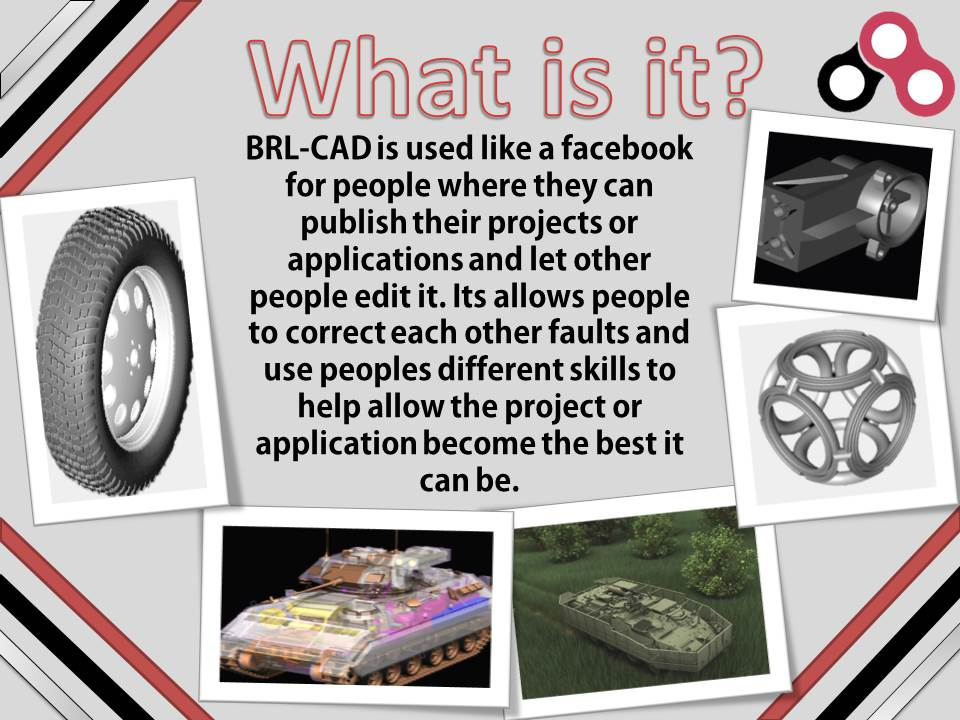 What is it?
BRL-CAD is used like a facebook
for people where they can
publish their projects or
applications and let other
people edit it. Its allows people
to correct each other faults and
use peoples different skills to
help allow the project or
application become the best it
can be.